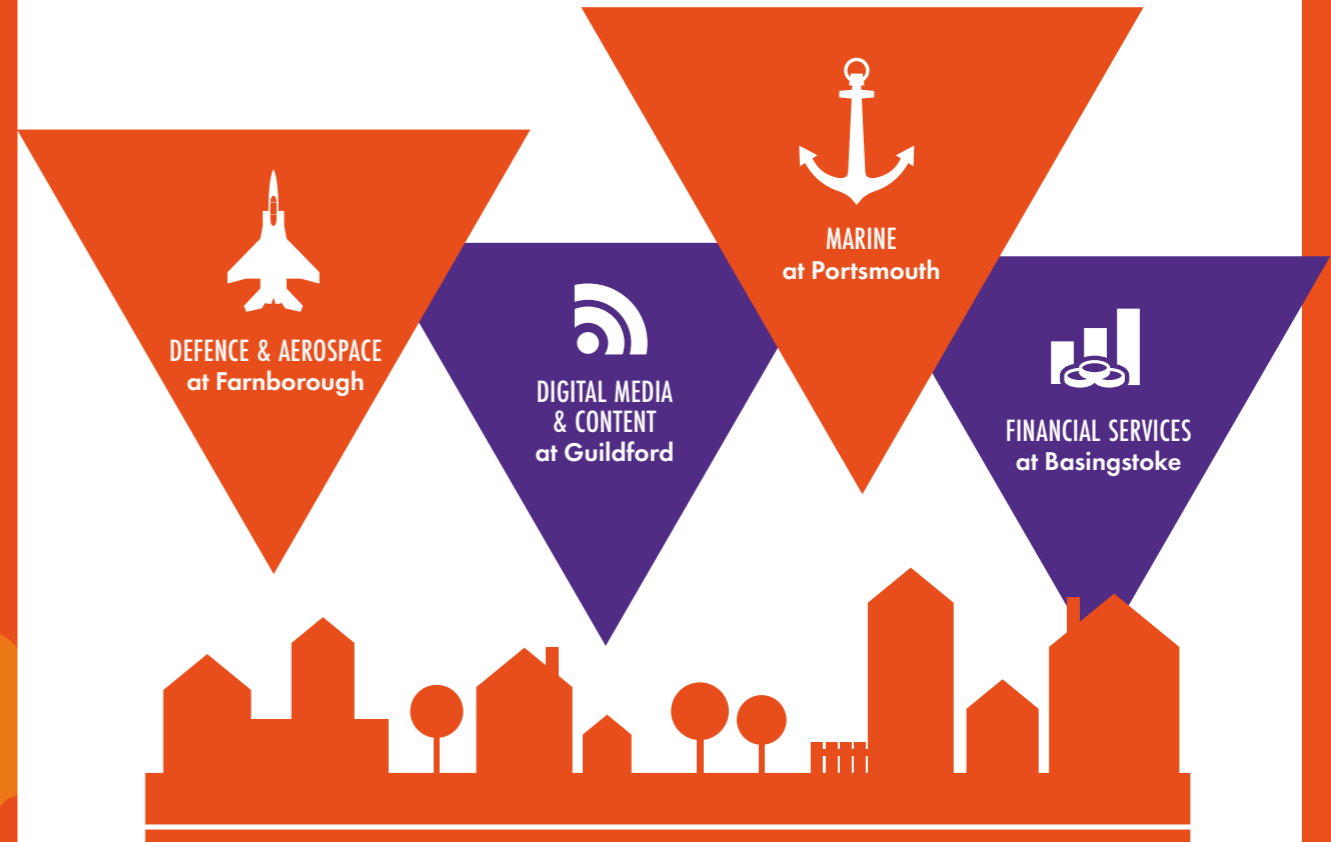 DEFENCE & AEROSPACE
at Farnborough
DIGITAL MEDIA
& CONTENT
at Guildford
MARINE
at Portsmouth
FINANCIAL SERVICES
at Basingstoke